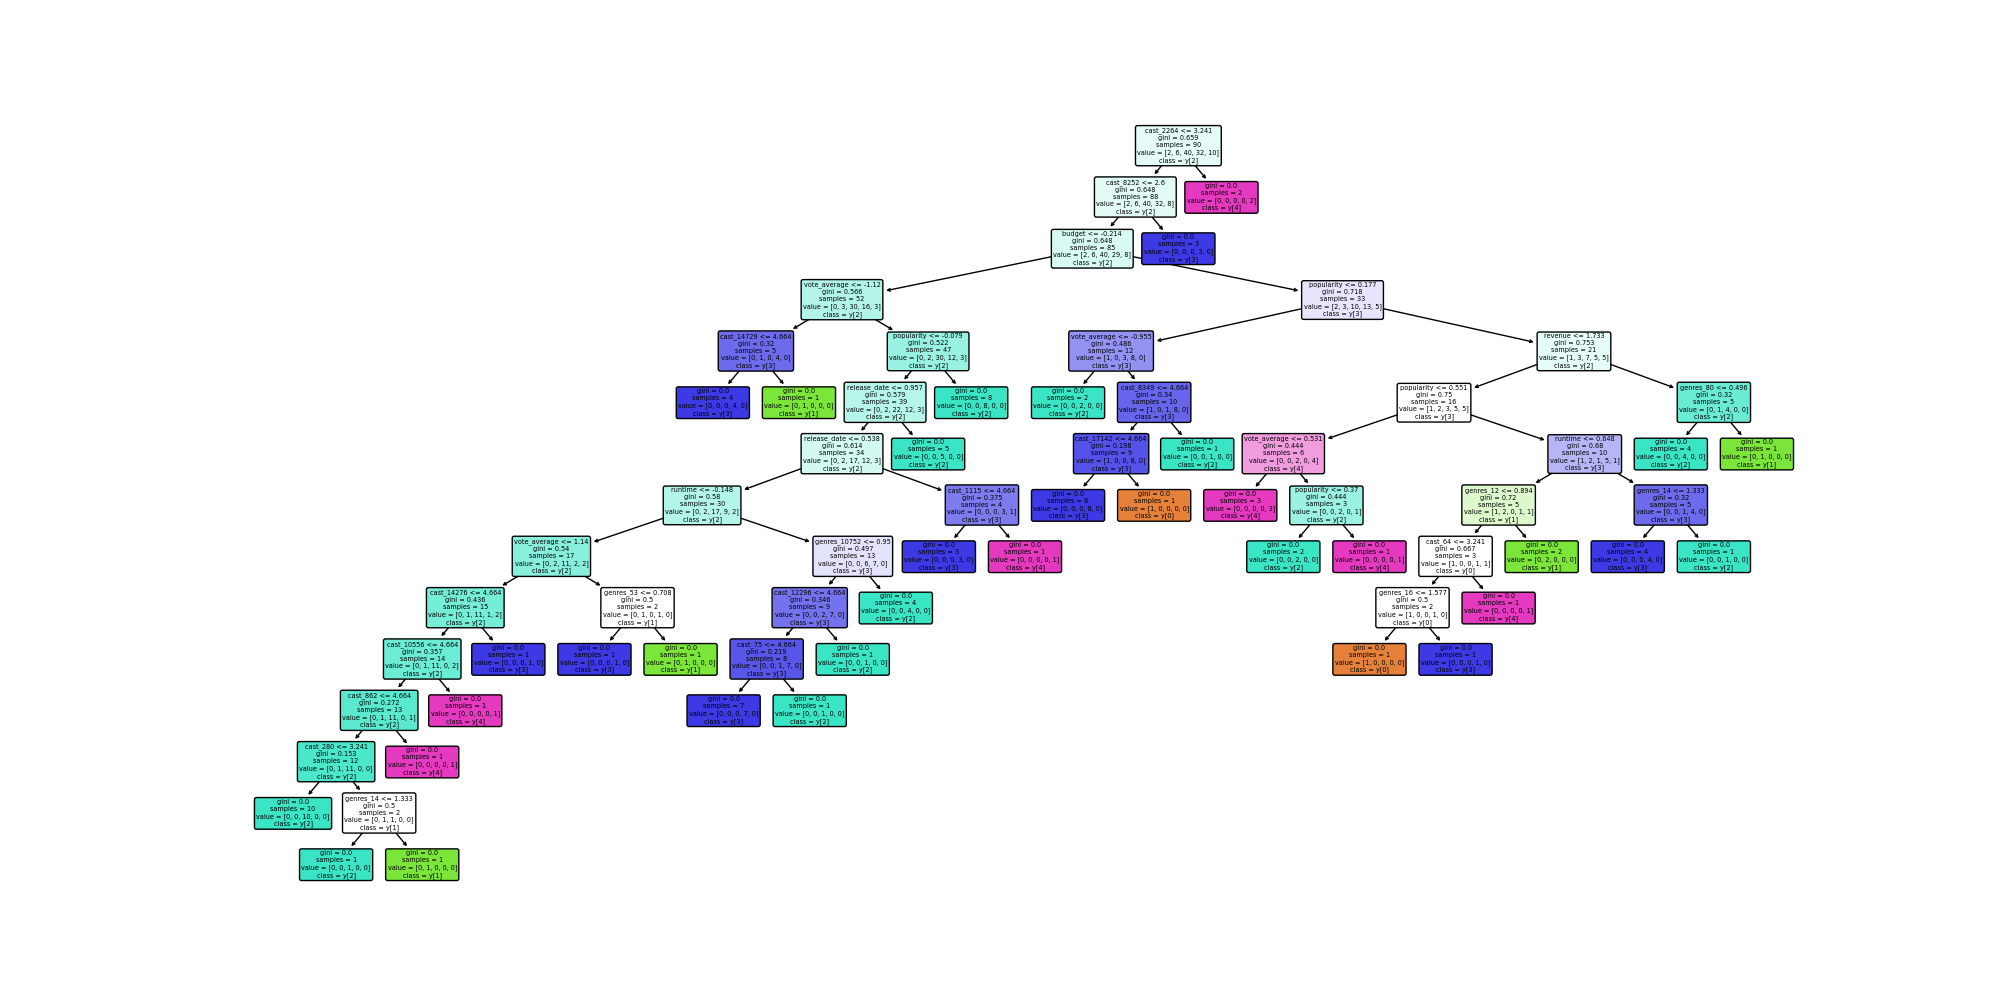 cast_2264 <= 3.241
gini = 0.659
samples = 90
value = [2, 6, 40, 32, 10]
class = y[2]
cast_8252 <= 2.6
gini = 0.648
samples = 88
value = [2, 6, 40, 32, 8]
class = y[2]
gini = 0.0
samples = 2
value = [0, 0, 0, 0, 2]
class = y[4]
budget <= -0.214
gini = 0.648
samples = 85
value = [2, 6, 40, 29, 8]
class = y[2]
gini = 0.0
samples = 3
value = [0, 0, 0, 3, 0]
class = y[3]
vote_average <= -1.12
gini = 0.566
samples = 52
value = [0, 3, 30, 16, 3]
class = y[2]
popularity <= 0.177
gini = 0.718
samples = 33
value = [2, 3, 10, 13, 5]
class = y[3]
cast_14729 <= 4.664
gini = 0.32
samples = 5
value = [0, 1, 0, 4, 0]
class = y[3]
popularity <= -0.079
gini = 0.522
samples = 47
value = [0, 2, 30, 12, 3]
class = y[2]
vote_average <= -0.955
gini = 0.486
samples = 12
value = [1, 0, 3, 8, 0]
class = y[3]
revenue <= 1.733
gini = 0.753
samples = 21
value = [1, 3, 7, 5, 5]
class = y[2]
gini = 0.0
samples = 4
value = [0, 0, 0, 4, 0]
class = y[3]
gini = 0.0
samples = 1
value = [0, 1, 0, 0, 0]
class = y[1]
release_date <= 0.957
gini = 0.579
samples = 39
value = [0, 2, 22, 12, 3]
class = y[2]
gini = 0.0
samples = 8
value = [0, 0, 8, 0, 0]
class = y[2]
gini = 0.0
samples = 2
value = [0, 0, 2, 0, 0]
class = y[2]
cast_8349 <= 4.664
gini = 0.34
samples = 10
value = [1, 0, 1, 8, 0]
class = y[3]
popularity <= 0.551
gini = 0.75
samples = 16
value = [1, 2, 3, 5, 5]
class = y[3]
genres_80 <= 0.496
gini = 0.32
samples = 5
value = [0, 1, 4, 0, 0]
class = y[2]
release_date <= 0.538
gini = 0.614
samples = 34
value = [0, 2, 17, 12, 3]
class = y[2]
gini = 0.0
samples = 5
value = [0, 0, 5, 0, 0]
class = y[2]
cast_17142 <= 4.664
gini = 0.198
samples = 9
value = [1, 0, 0, 8, 0]
class = y[3]
gini = 0.0
samples = 1
value = [0, 0, 1, 0, 0]
class = y[2]
vote_average <= 0.531
gini = 0.444
samples = 6
value = [0, 0, 2, 0, 4]
class = y[4]
runtime <= 0.648
gini = 0.68
samples = 10
value = [1, 2, 1, 5, 1]
class = y[3]
gini = 0.0
samples = 4
value = [0, 0, 4, 0, 0]
class = y[2]
gini = 0.0
samples = 1
value = [0, 1, 0, 0, 0]
class = y[1]
runtime <= -0.148
gini = 0.58
samples = 30
value = [0, 2, 17, 9, 2]
class = y[2]
cast_1115 <= 4.664
gini = 0.375
samples = 4
value = [0, 0, 0, 3, 1]
class = y[3]
gini = 0.0
samples = 8
value = [0, 0, 0, 8, 0]
class = y[3]
gini = 0.0
samples = 1
value = [1, 0, 0, 0, 0]
class = y[0]
gini = 0.0
samples = 3
value = [0, 0, 0, 0, 3]
class = y[4]
popularity <= 0.37
gini = 0.444
samples = 3
value = [0, 0, 2, 0, 1]
class = y[2]
genres_12 <= 0.894
gini = 0.72
samples = 5
value = [1, 2, 0, 1, 1]
class = y[1]
genres_14 <= 1.333
gini = 0.32
samples = 5
value = [0, 0, 1, 4, 0]
class = y[3]
vote_average <= 1.14
gini = 0.54
samples = 17
value = [0, 2, 11, 2, 2]
class = y[2]
genres_10752 <= 0.95
gini = 0.497
samples = 13
value = [0, 0, 6, 7, 0]
class = y[3]
gini = 0.0
samples = 3
value = [0, 0, 0, 3, 0]
class = y[3]
gini = 0.0
samples = 1
value = [0, 0, 0, 0, 1]
class = y[4]
gini = 0.0
samples = 2
value = [0, 0, 2, 0, 0]
class = y[2]
gini = 0.0
samples = 1
value = [0, 0, 0, 0, 1]
class = y[4]
cast_64 <= 3.241
gini = 0.667
samples = 3
value = [1, 0, 0, 1, 1]
class = y[0]
gini = 0.0
samples = 2
value = [0, 2, 0, 0, 0]
class = y[1]
gini = 0.0
samples = 4
value = [0, 0, 0, 4, 0]
class = y[3]
gini = 0.0
samples = 1
value = [0, 0, 1, 0, 0]
class = y[2]
cast_14276 <= 4.664
gini = 0.436
samples = 15
value = [0, 1, 11, 1, 2]
class = y[2]
genres_53 <= 0.708
gini = 0.5
samples = 2
value = [0, 1, 0, 1, 0]
class = y[1]
cast_12296 <= 4.664
gini = 0.346
samples = 9
value = [0, 0, 2, 7, 0]
class = y[3]
gini = 0.0
samples = 4
value = [0, 0, 4, 0, 0]
class = y[2]
genres_16 <= 1.577
gini = 0.5
samples = 2
value = [1, 0, 0, 1, 0]
class = y[0]
gini = 0.0
samples = 1
value = [0, 0, 0, 0, 1]
class = y[4]
cast_10556 <= 4.664
gini = 0.357
samples = 14
value = [0, 1, 11, 0, 2]
class = y[2]
gini = 0.0
samples = 1
value = [0, 0, 0, 1, 0]
class = y[3]
gini = 0.0
samples = 1
value = [0, 0, 0, 1, 0]
class = y[3]
gini = 0.0
samples = 1
value = [0, 1, 0, 0, 0]
class = y[1]
cast_75 <= 4.664
gini = 0.219
samples = 8
value = [0, 0, 1, 7, 0]
class = y[3]
gini = 0.0
samples = 1
value = [0, 0, 1, 0, 0]
class = y[2]
gini = 0.0
samples = 1
value = [1, 0, 0, 0, 0]
class = y[0]
gini = 0.0
samples = 1
value = [0, 0, 0, 1, 0]
class = y[3]
cast_862 <= 4.664
gini = 0.272
samples = 13
value = [0, 1, 11, 0, 1]
class = y[2]
gini = 0.0
samples = 1
value = [0, 0, 0, 0, 1]
class = y[4]
gini = 0.0
samples = 7
value = [0, 0, 0, 7, 0]
class = y[3]
gini = 0.0
samples = 1
value = [0, 0, 1, 0, 0]
class = y[2]
cast_280 <= 3.241
gini = 0.153
samples = 12
value = [0, 1, 11, 0, 0]
class = y[2]
gini = 0.0
samples = 1
value = [0, 0, 0, 0, 1]
class = y[4]
gini = 0.0
samples = 10
value = [0, 0, 10, 0, 0]
class = y[2]
genres_14 <= 1.333
gini = 0.5
samples = 2
value = [0, 1, 1, 0, 0]
class = y[1]
gini = 0.0
samples = 1
value = [0, 0, 1, 0, 0]
class = y[2]
gini = 0.0
samples = 1
value = [0, 1, 0, 0, 0]
class = y[1]